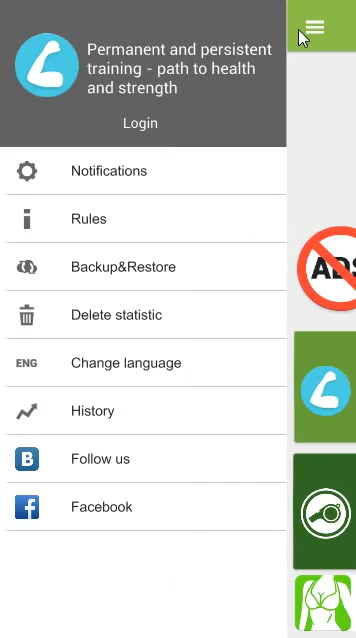 Permanent and persistent
training - path to health
and strength
Login
Notifications
Rules
Backup&Restore
Delete statistic
ENG
Change language
History
B
Follow us
f
Facebook
ADS